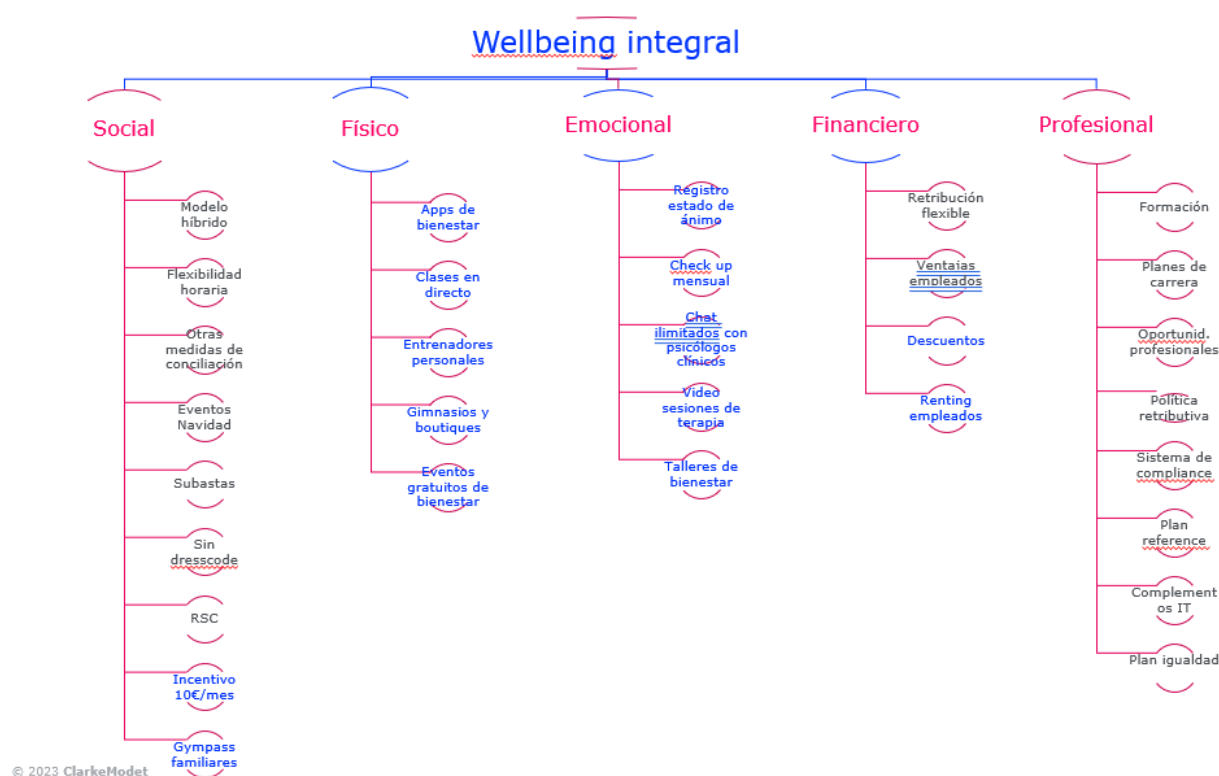 Wellbeing integral
Social
Físico
Emocional
Financiero
Profesional
Modelo
híbrido
Flexibilidad
horaria
Otras
medidas de
conciliación
Eventos
Navidad
Subastas
Sin
dresscode
RSC
Incentivo
10€/mes
Gympass
familiares
Apps de
bienestar
Clases en
directo
Entrenadores
personales
Gimnasios y
boutiques
Eventos
gratuitos de
bienestar
Registro
estado de
ánimo
Check up
mensual
Chat
ilimitados con
psicólogos
clínicos
Video
sesiones de
terapia
Talleres de
bienestar
Retribución
flexible
Ventajas
empleados
Descuentos
Renting
empleados
Formación
Planes de
carrera
Oportunid.
profesionales
Política
retributiva
Sistema de
compliance
Plan
reference
Complement
os IT
Plan igualdad
© 2023 ClarkeModet